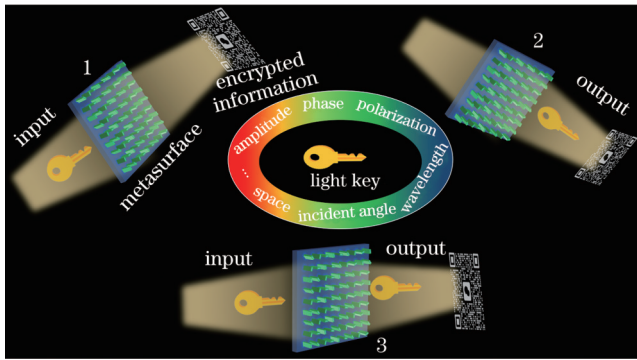 1
input
metasurface
encrypted
information
2
output
amplitude
phase
polarization
wavelength
incident angle
space
...
light key
input
output
3